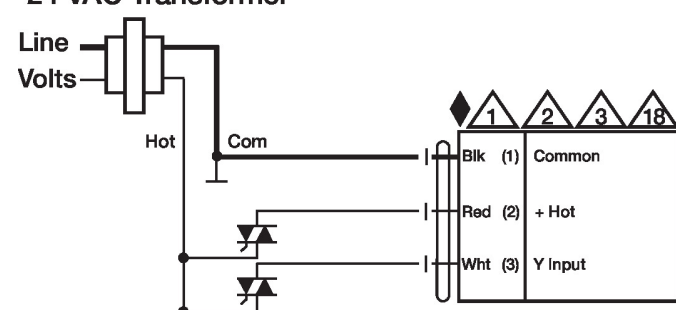 24 VAC Transformer
Line
Volts
Hot
Com
1 2 3 18
Blk (1) Common
Red (2) + Hot
Wht (3) Y Input